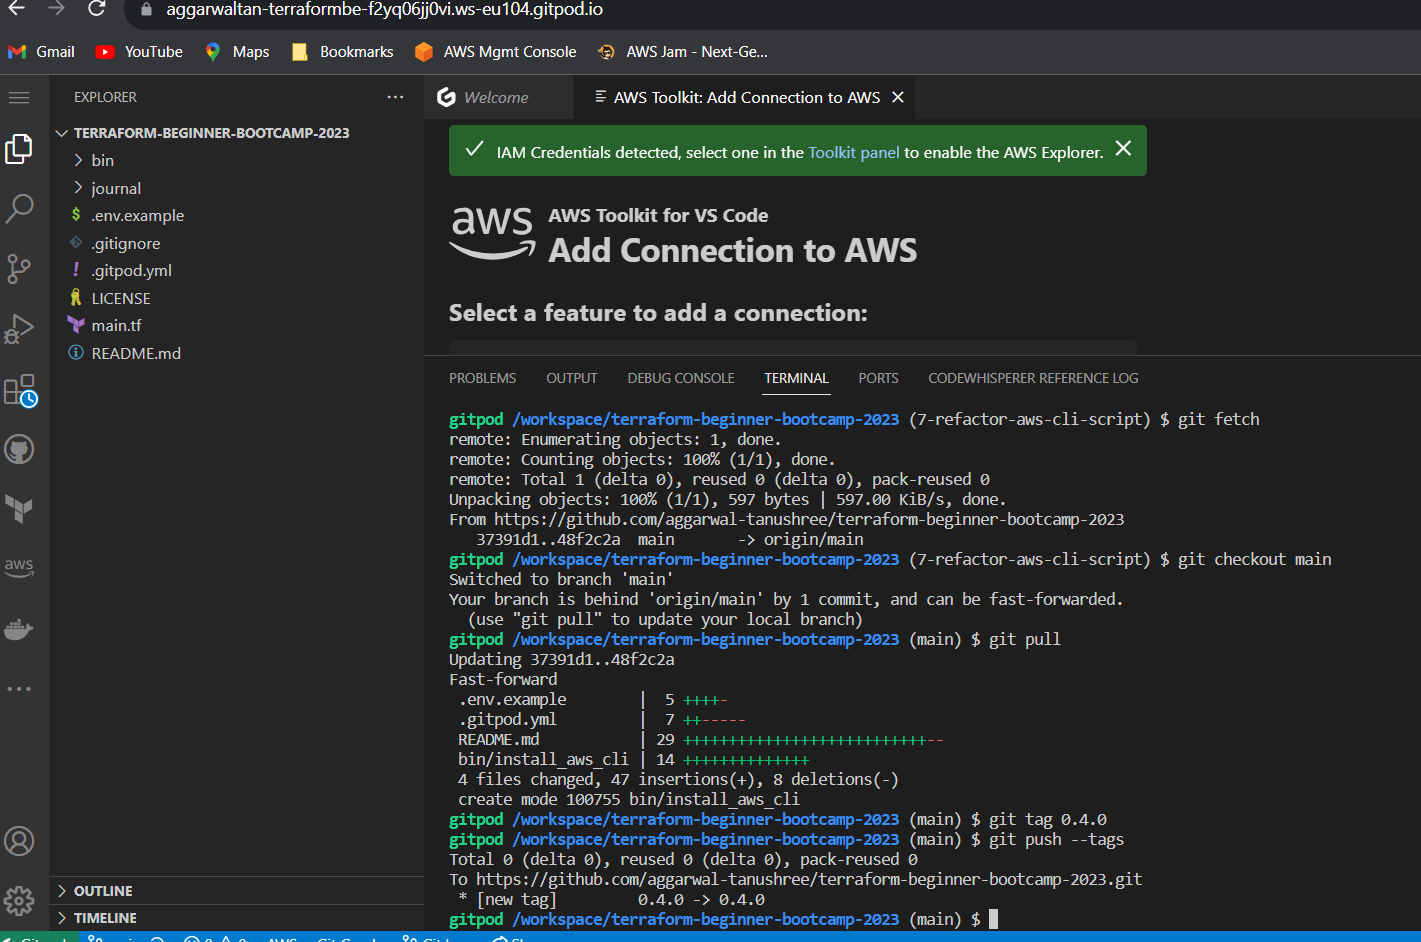 aggarwaltan-terraformbe-f2yq06jj0vi.ws-eu104.gitpod.io
Gmail YouTube Maps Bookmarks AWS Mgmt Console AWS Jam - Next-Ge...
EXPLORER
TERRAFORM-BEGINNER-BOOTCAMP-2023
bin
journal
.env.example
.gitignore
.gitpod.yml
LICENSE
main.tf
README.md
OUTLINE
TIMELINE
aws
Welcome AWS Toolkit: Add Connection to AWS
IAM Credentials detected, select one in the Toolkit panel to enable the AWS Explorer.
aws
AWS Toolkit for VS Code
Add Connection to AWS
Select a feature to add a connection:
PROBLEMS OUTPUT DEBUG CONSOLE TERMINAL PORTS CODEWHISPERER REFERENCE LOG
gitpod /workspace/terraform-beginner-bootcamp-2023 (7-refactor-aws-cli-script) $ git fetch
remote: Enumerating objects: 1, done.
remote: Counting objects: 100% (1/1), done.
remote: Total 1 (delta 0), reused 0 (delta 0), pack-reused 0
Unpacking objects: 100% (1/1), 597 bytes | 597.00 KiB/s, done.
From https://github.com/aggarwal-tanushree/terraform-beginner-bootcamp-2023
37391d1..48f2c2a main -> origin/main
gitpod /workspace/terraform-beginner-bootcamp-2023 (7-refactor-aws-cli-script) $ git checkout main
Switched to branch 'main'
Your branch is behind 'origin/main' by 1 commit, and can be fast-forwarded.
(use "git pull" to update your local branch)
gitpod /workspace/terraform-beginner-bootcamp-2023 (main) $ git pull
Updating 37391d1..48f2c2a
Fast-forward
.env.example | 5 ++++-
.gitpod.yml | 7 ++-----
README.md | 29 +++++++++++++++++++++++++++--
bin/install_aws_cli | 14 ++++++++++++++
4 files changed, 47 insertions(+), 8 deletions(-)
create mode 100755 bin/install_aws_cli
gitpod /workspace/terraform-beginner-bootcamp-2023 (main) $ git tag 0.4.0
gitpod /workspace/terraform-beginner-bootcamp-2023 (main) $ git push --tags
Total 0 (delta 0), reused 0 (delta 0), pack-reused 0
To https://github.com/aggarwal-tanushree/terraform-beginner-bootcamp-2023.git
* [new tag] 0.4.0 -> 0.4.0
gitpod /workspace/terraform-beginner-bootcamp-2023 (main) $